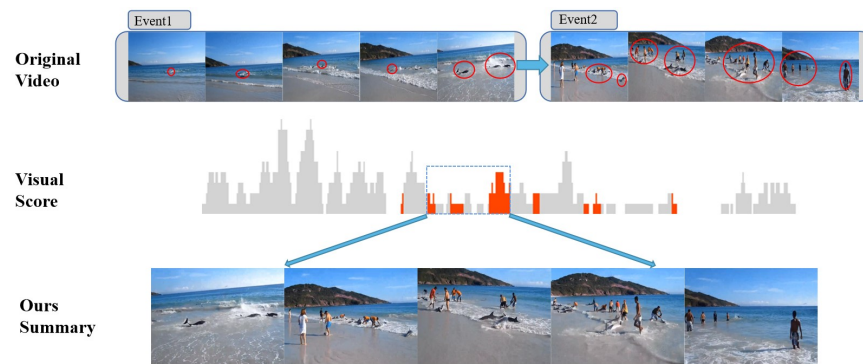 Event1
Event2
Original
Video
Visual
Score
Ours
Summary